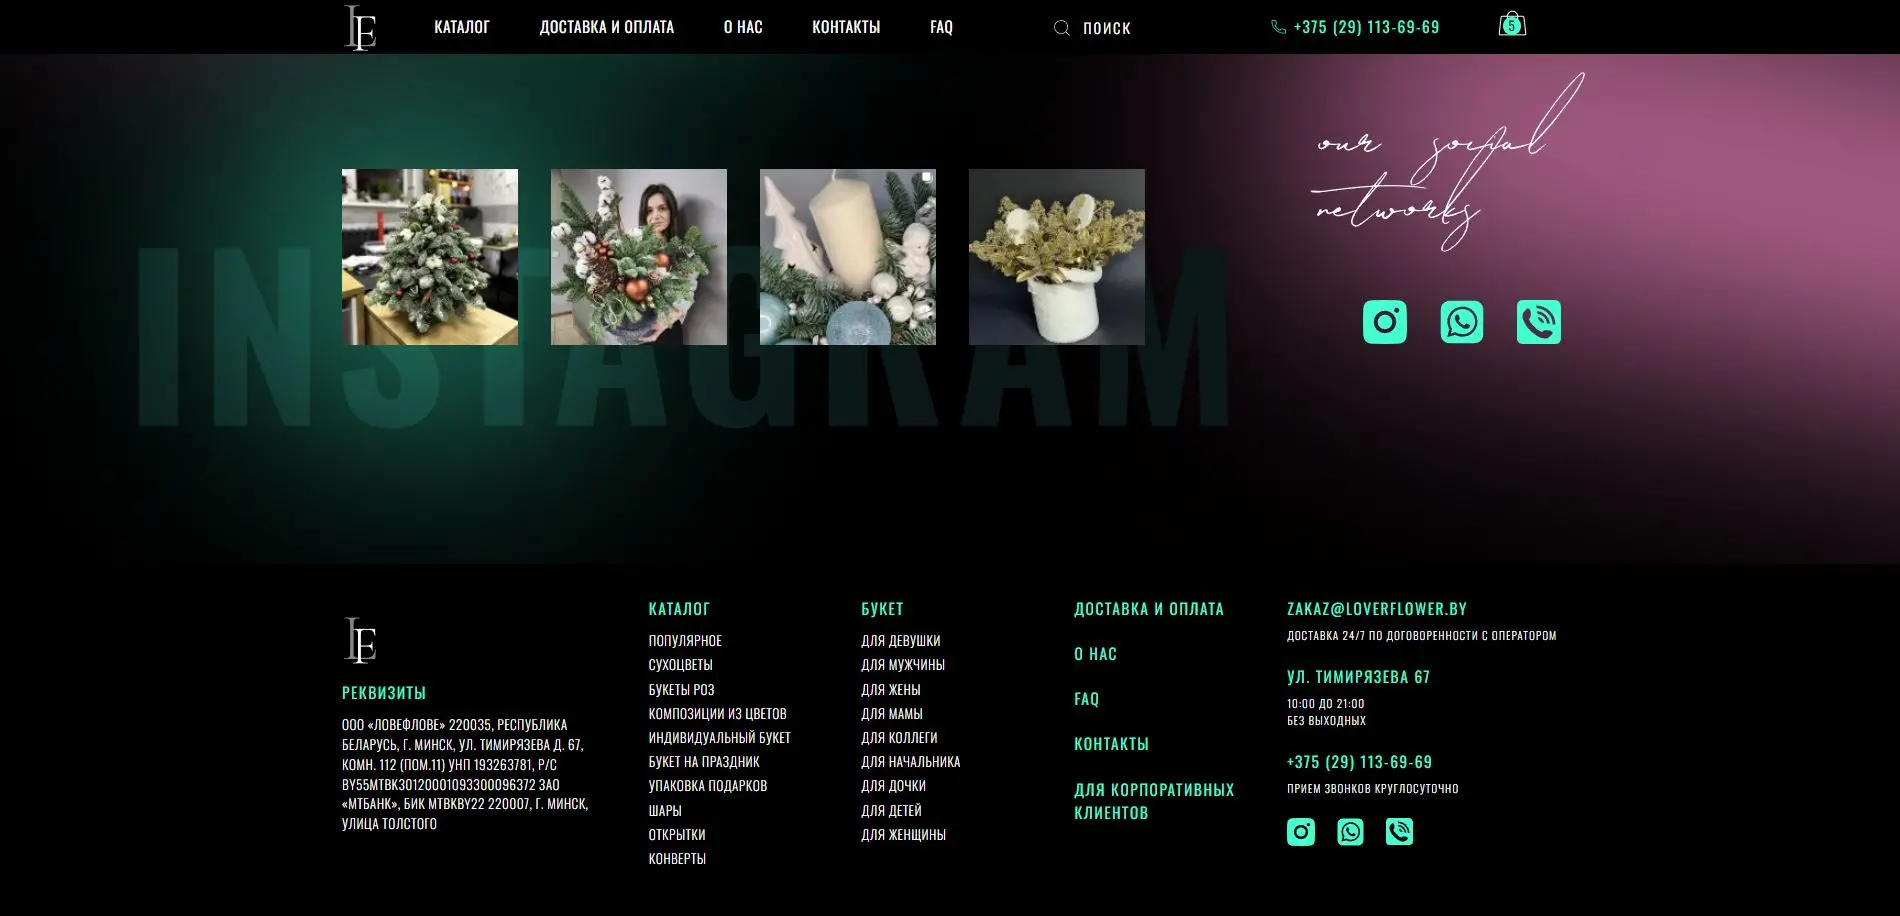 LE
КАТАЛОГ
ДОСТАВКА И ОПЛАТА
О НАС
КОНТАКТЫ
FAQ
ПОИСК
+375 (29) 113-69-69
5
our social
networks
INSTAGRAM
LE
РЕКВИЗИТЫ
ООО «ЛОВЕФЛОВЕ» 220035, РЕСПУБЛИКА
БЕЛАРУСЬ, Г. МИНСК, УЛ. ТИМИРЯЗЕВА Д. 67,
КОМН. 112 (ПОМ.11) УНП 193263781, Р/С
BY55MTBK30120001093300096372 ЗАО
«МТБАНК», БИК MTBKBY22 220007, Г. МИНСК,
УЛИЦА ТОЛСТОГО
КАТАЛОГ
ПОПУЛЯРНОЕ
СУХОЦВЕТЫ
БУКЕТЫ РОЗ
КОМПОЗИЦИИ ИЗ ЦВЕТОВ
ИНДИВИДУАЛЬНЫЙ БУКЕТ
БУКЕТ НА ПРАЗДНИК
УПАКОВКА ПОДАРКОВ
ШАРЫ
ОТКРЫТКИ
КОНВЕРТЫ
БУКЕТ
ДЛЯ ДЕВУШКИ
ДЛЯ МУЖЧИНЫ
ДЛЯ ЖЕНЫ
ДЛЯ МАМЫ
ДЛЯ КОЛЛЕГИ
ДЛЯ НАЧАЛЬНИКА
ДЛЯ ДОЧКИ
ДЛЯ ДЕТЕЙ
ДЛЯ ЖЕНЩИНЫ
ДОСТАВКА И ОПЛАТА
О НАС
FAQ
КОНТАКТЫ
ДЛЯ КОРПОРАТИВНЫХ
КЛИЕНТОВ
ZAKAZ@LOVERFLOWER.BY
ДОСТАВКА 24/7 ПО ДОГОВОРЕННОСТИ С ОПЕРАТОРОМ
УЛ. ТИМИРЯЗЕВА 67
10:00 ДО 21:00
БЕЗ ВЫХОДНЫХ
+375 (29) 113-69-69
ПРИЕМ ЗВОНКОВ КРУГЛОСУТОЧНО